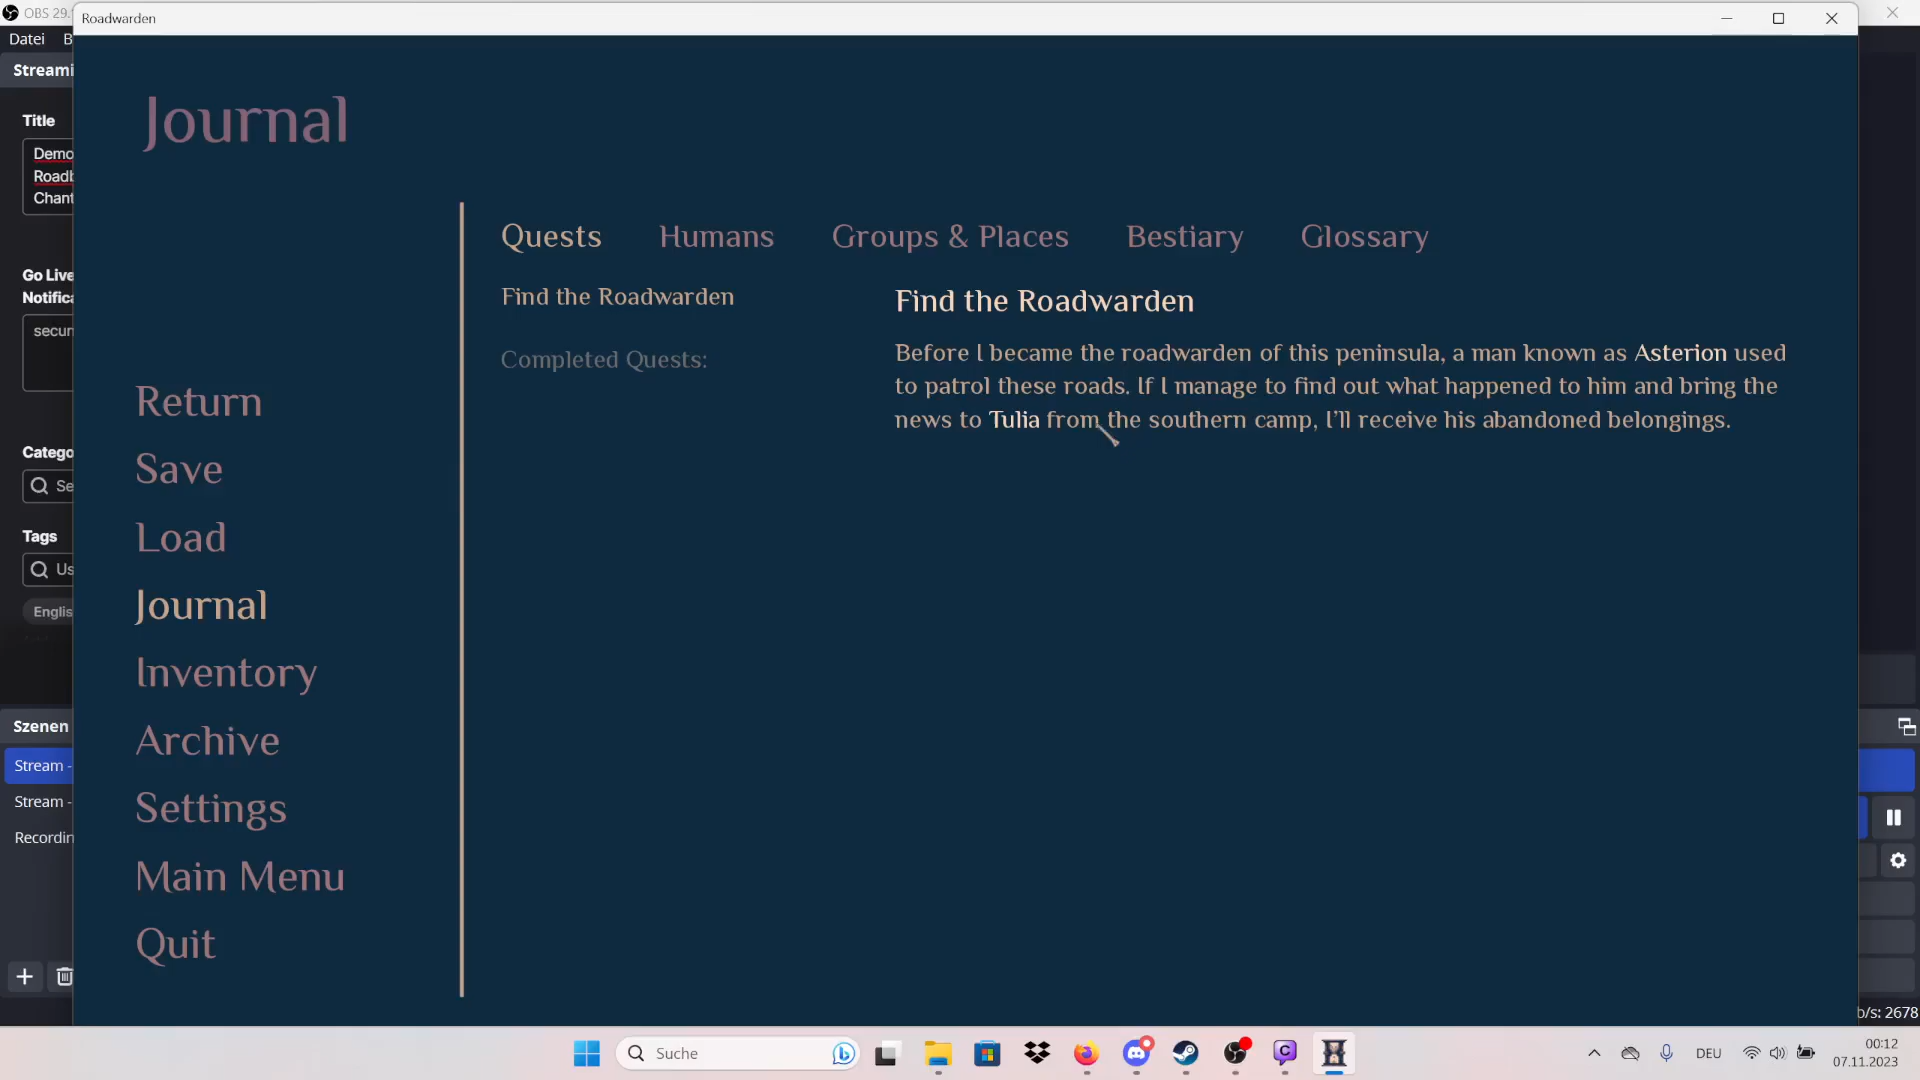 OBS 29.
Roadwarden
Datei B
Streami
Journal
Title
Demo
Roadb
Chant
Quests Humans Groups & Places Bestiary Glossary
Go Live
Notifica
Find the Roadwarden
Find the Roadwarden
secur
Before I became the roadwarden of this peninsula, a man known as Asterion used
Completed Quests:
to patrol these roads. If I manage to find out what happened to him and bring the
Return
news to Tulia from the southern camp, I'll receive his abandoned belongings.
Catego
Save
Se
Tags
Load
Us
Englis
Journal
Inventory
Szenen
Archive
Stream -
Stream -
Settings
Recordin
Main Menu
Quit
b/s: 2678
Suche
DEU
00:12
07.11.2023